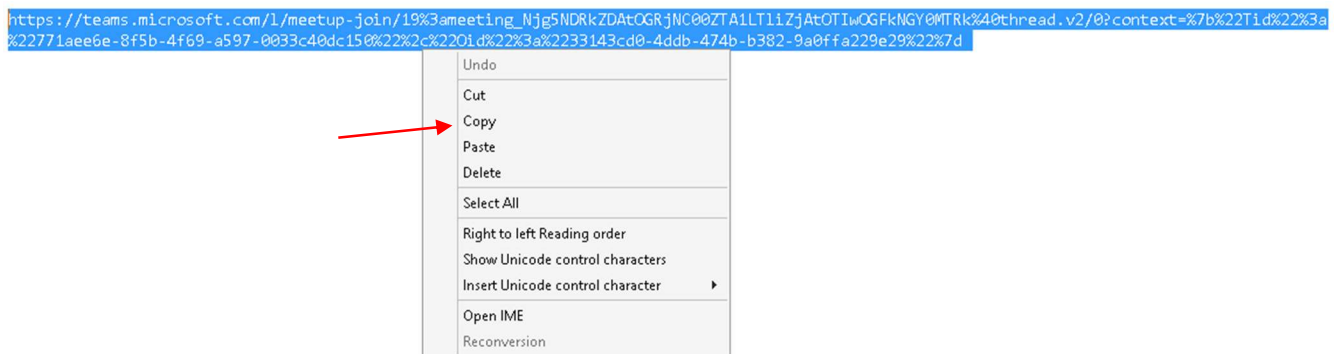 https://teams.microsoft.com/l/meetup-join/19%3ameeting_Njg5NDRkZDAtOGRjNC00ZTA1LTliZjAtOTIwOGFkNGY0MTRk%40thread.v2/0?context=%7b%22Tid%22%3a
%22771aee6e-8f5b-4f69-a597-0033c40dc150%22%2c%22Oid%22%3a%2233143cd0-4ddb-474b-b382-9a0ffa229e29%22%7d
Undo
Cut
Copy
Paste
Delete
Select All
Right to left Reading order
Show Unicode control characters
Insert Unicode control character
Open IME
Reconversion